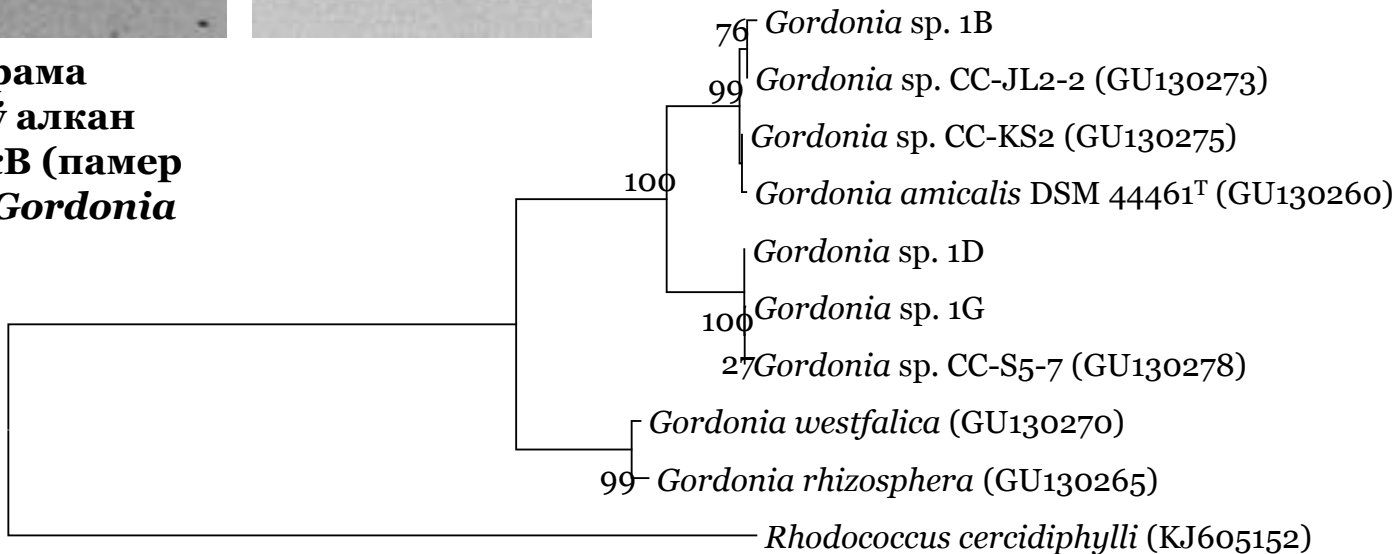 рама
ў алкан
сВ (памер
Gordonia
76
Gordonia sp. 1B
Gordonia sp. CC-JL2-2 (GU130273)
99
Gordonia sp. CC-KS2 (GU130275)
100
Gordonia amicalis DSM 44461ᵀ (GU130260)
Gordonia sp. 1D
Gordonia sp. 1G
100
27
Gordonia sp. CC-S5-7 (GU130278)
Gordonia westfalica (GU130270)
99
Gordonia rhizosphera (GU130265)
Rhodococcus cercidiphylli (KJ605152)